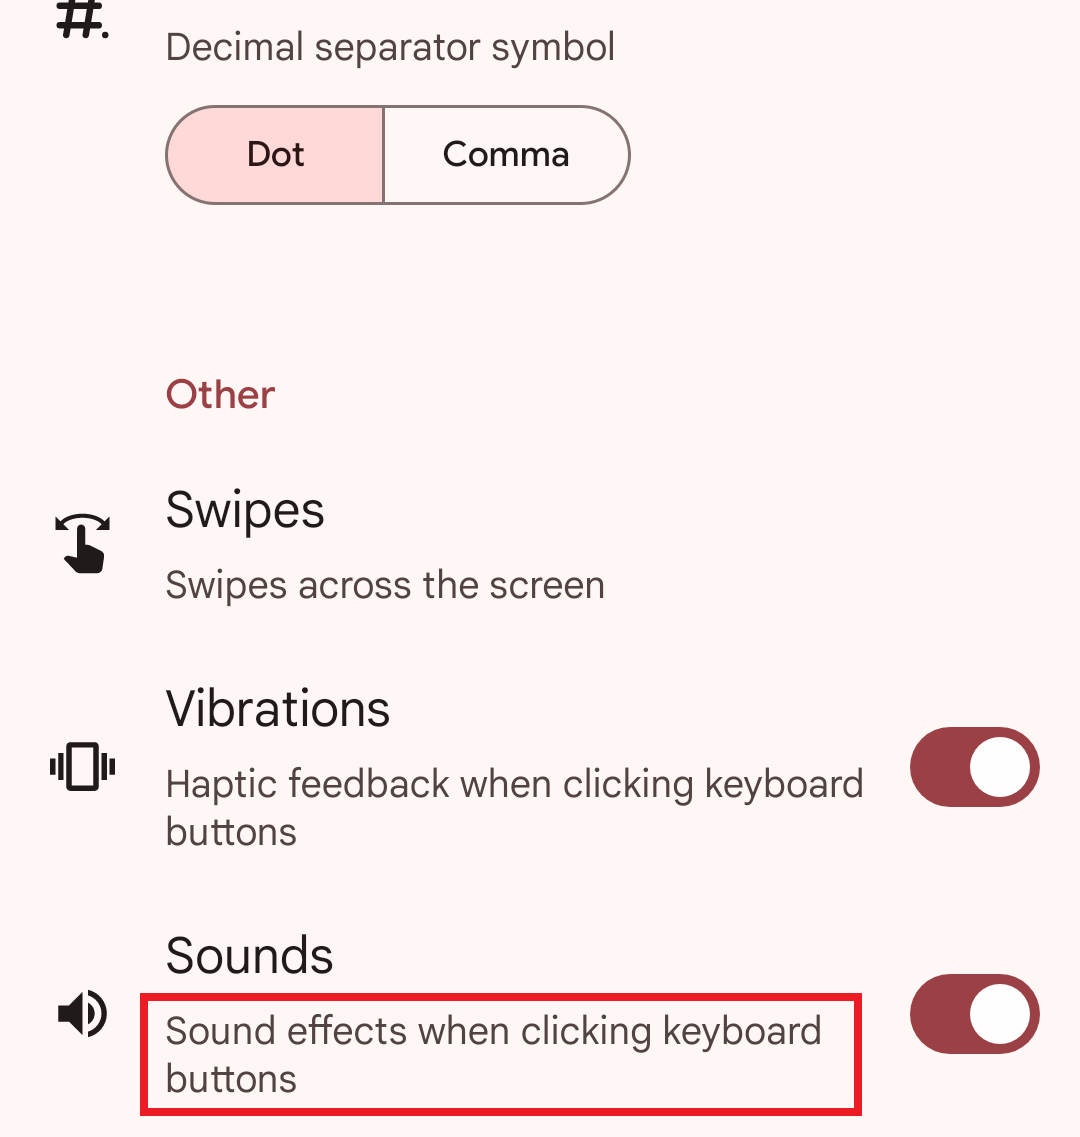 Decimal separator symbol
Dot
Comma
Other
Swipes
Swipes across the screen
Vibrations
Haptic feedback when clicking keyboard
buttons
Sounds
Sound effects when clicking keyboard
buttons